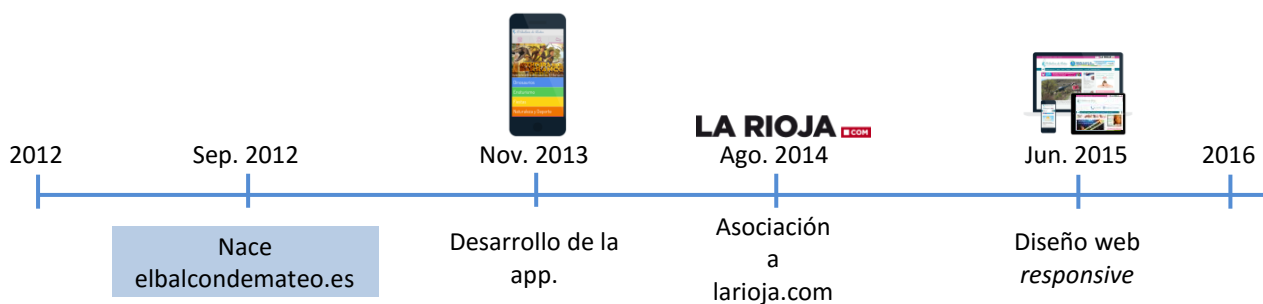 LA RIOJA .COM
2012
Sep. 2012
Nov. 2013
Ago. 2014
Jun. 2015
2016
Nace
elbalcondemateo.es
Desarrollo de la
app.
Asociación
a
larioja.com
Diseño web
responsive